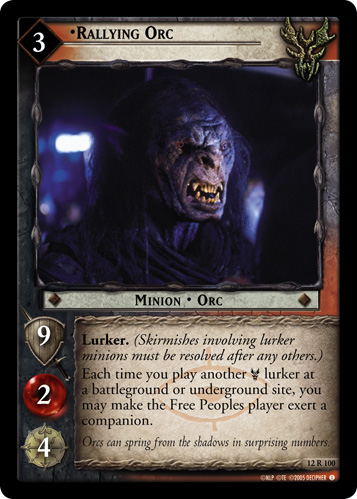 3
•Rallying Orc
Minion • Orc
9
2
4
Lurker. (Skirmishes involving lurker
minions must be resolved after any others.)
Each time you play another lurker at
a battleground or underground site, you
may make the Free Peoples player exert a
companion.
Orcs can spring from the shadows in surprising numbers.
12 R 100
©NLP ©TE ©2005 DECIPHER